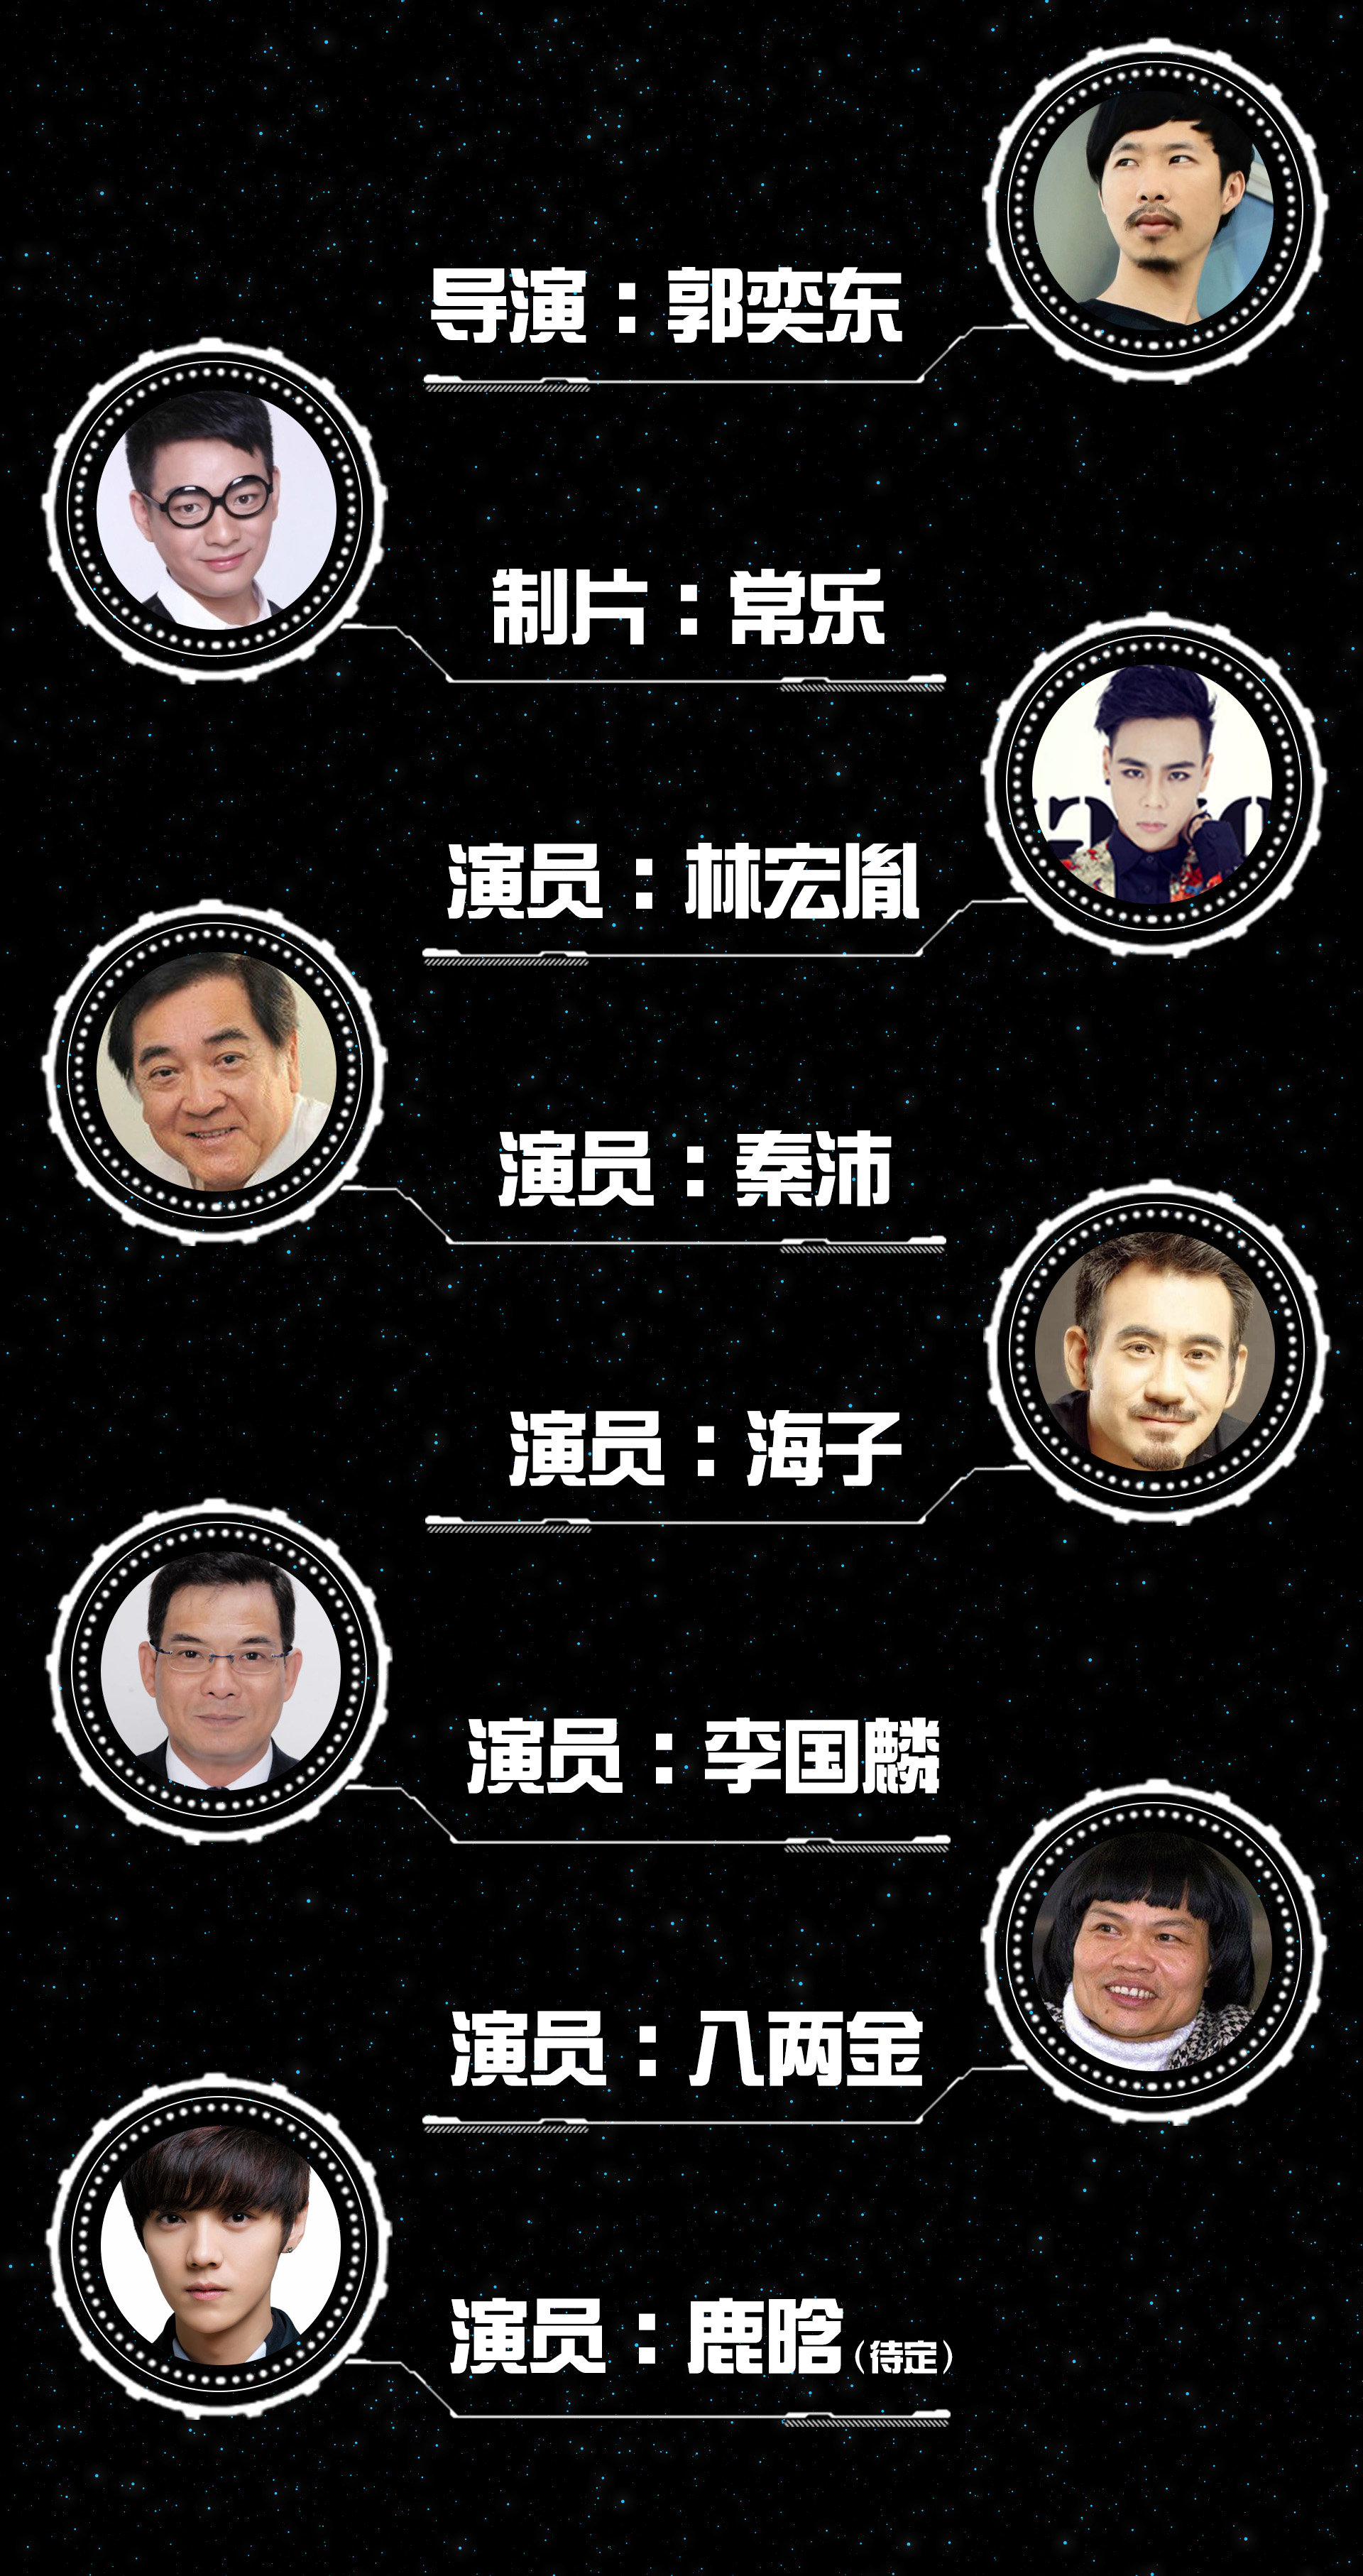 导演：郭奕东
制片：常乐
演员：林宏胤
演员：秦沛
演员：海子
演员：李国麟
演员：八两金
演员：鹿晗（待定）